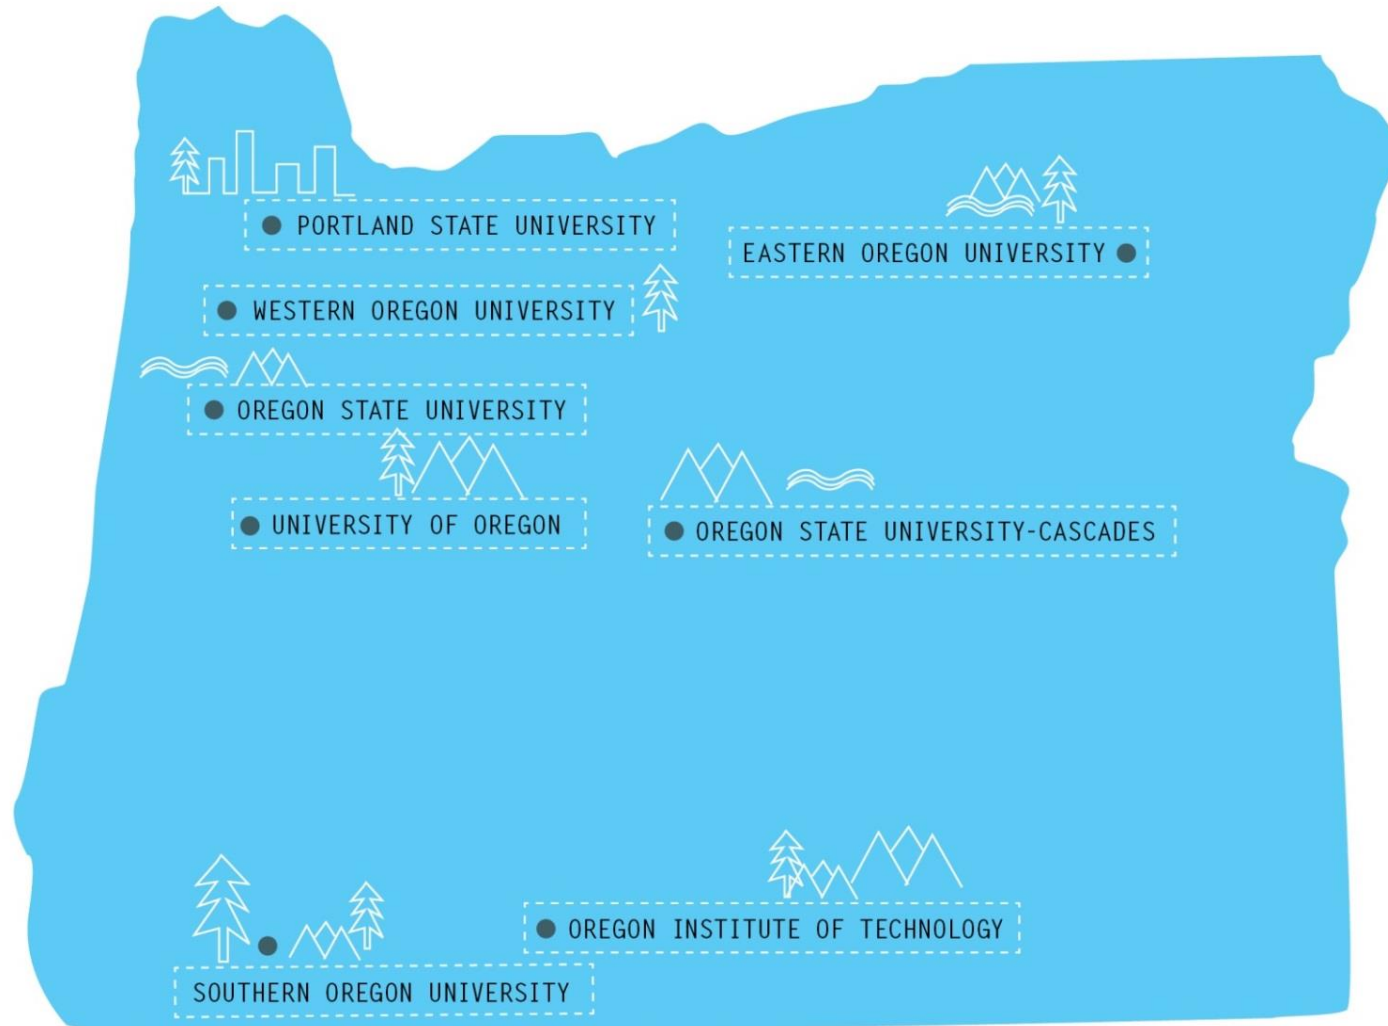 PORTLAND STATE UNIVERSITY
EASTERN OREGON UNIVERSITY
WESTERN OREGON UNIVERSITY
OREGON STATE UNIVERSITY
UNIVERSITY OF OREGON
OREGON STATE UNIVERSITY-CASCADES
OREGON INSTITUTE OF TECHNOLOGY
SOUTHERN OREGON UNIVERSITY